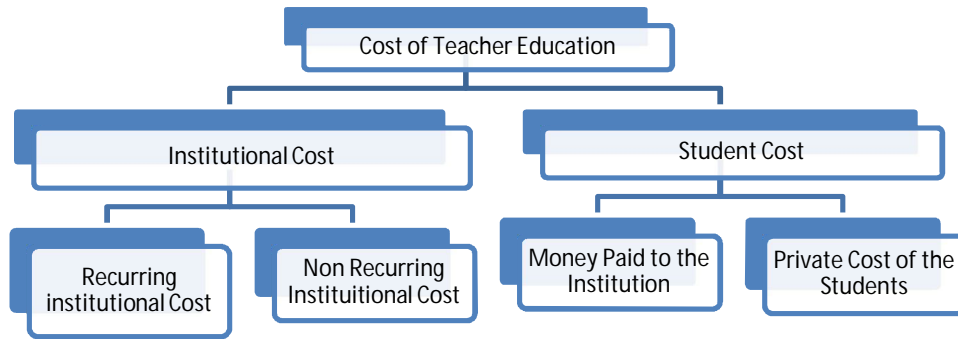 Cost of Teacher Education
Institutional Cost
Student Cost
Recurring
institutional Cost
Non Recurring
Instituitional Cost
Money Paid to the
Institution
Private Cost of the
Students